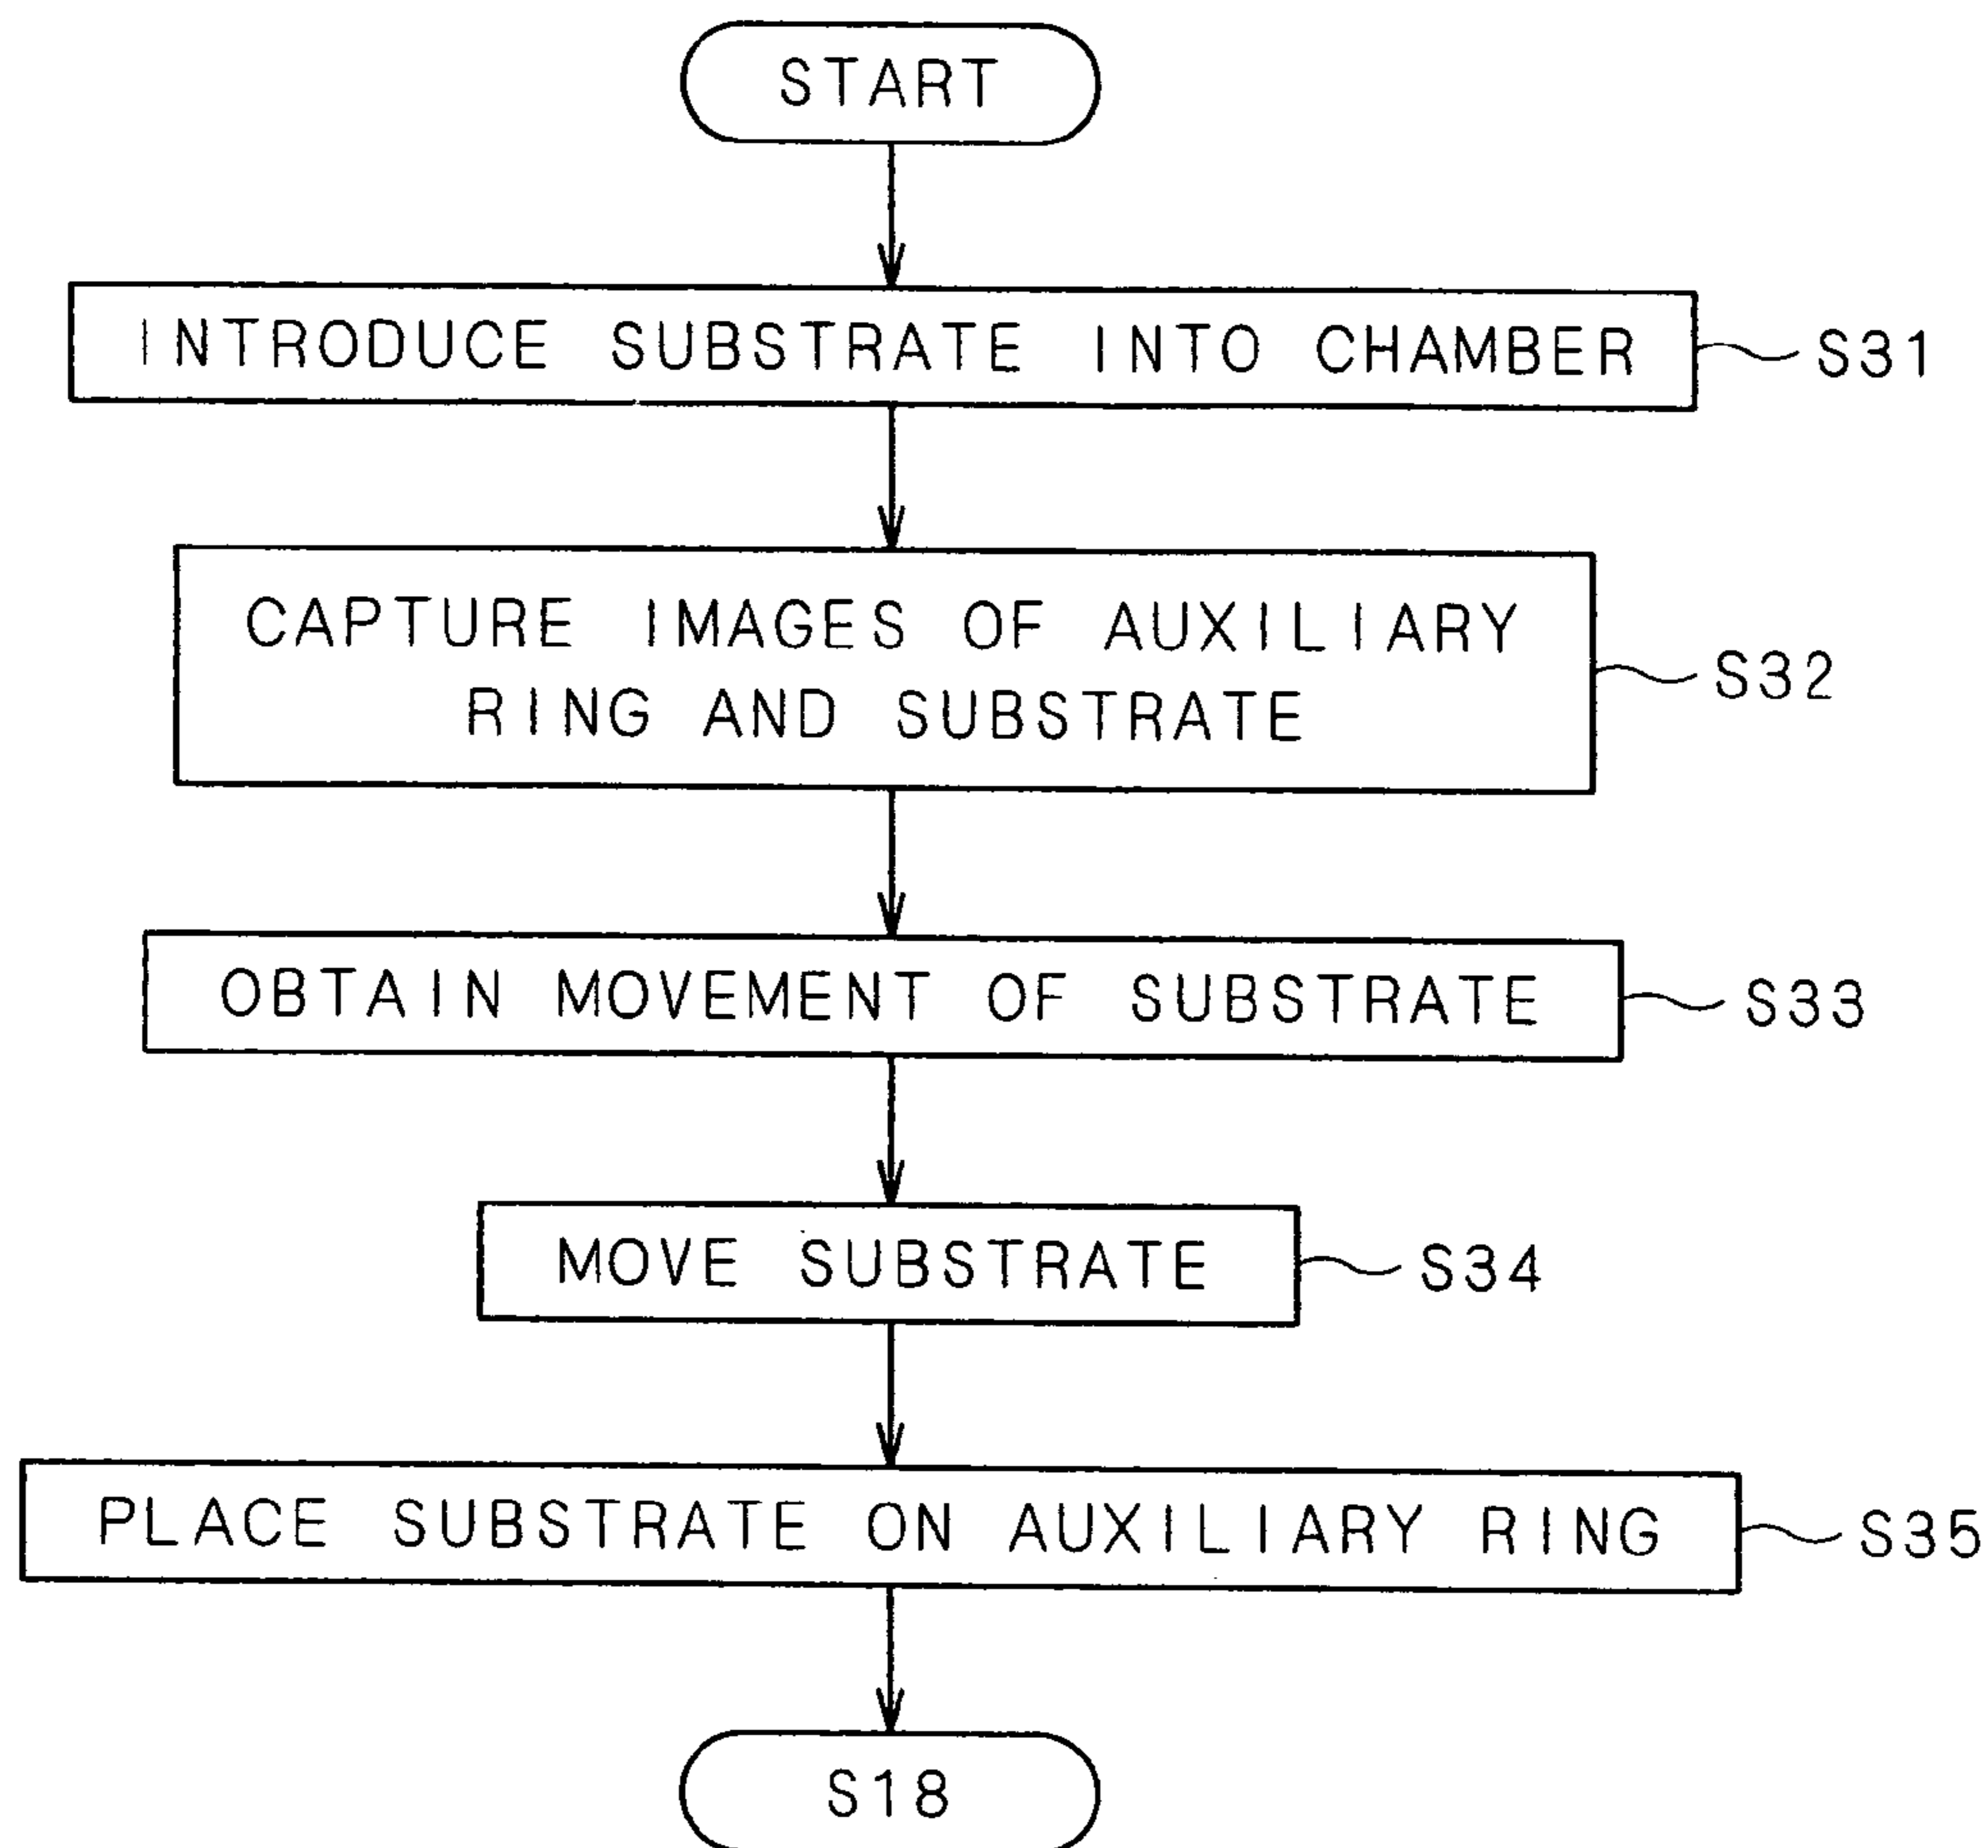 START
INTRODUCE SUBSTRATE INTO CHAMBER S31
CAPTURE IMAGES OF AUXILIARY
RING AND SUBSTRATE
S32
OBTAIN MOVEMENT OF SUBSTRATE S33
MOVE SUBSTRATE S34
PLACE SUBSTRATE ON AUXILIARY RING S35
S18